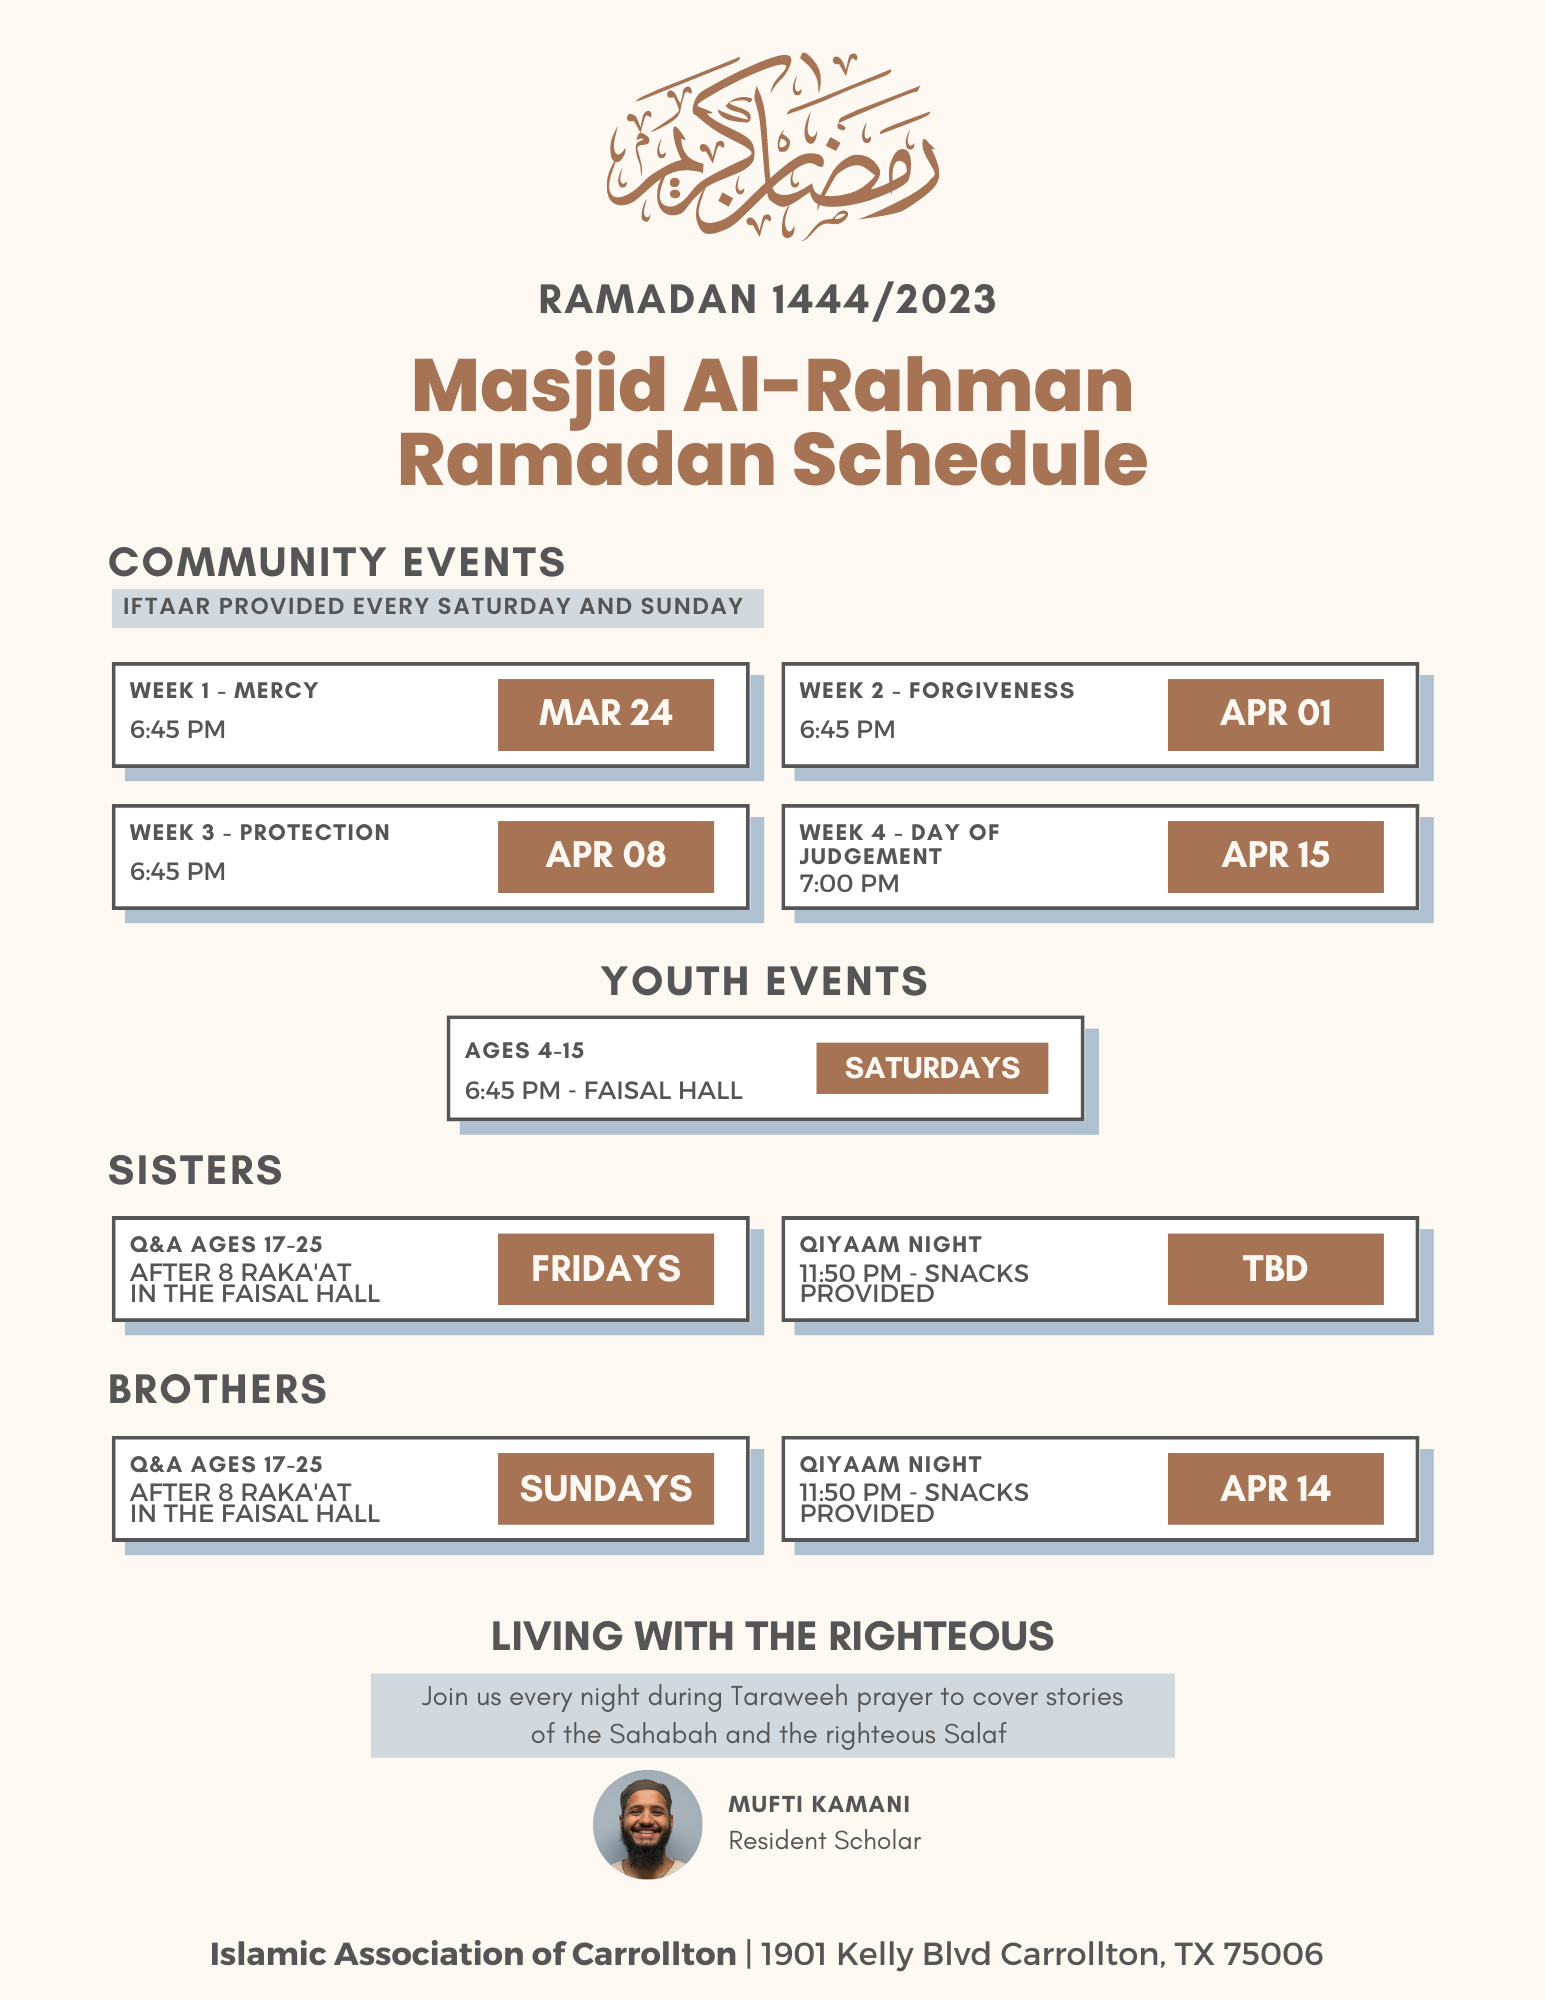 رمضان كريم
RAMADAN 1444/2023
Masjid Al-Rahman
Ramadan Schedule
COMMUNITY EVENTS
IFTAAR PROVIDED EVERY SATURDAY AND SUNDAY
WEEK 1 - MERCY
6:45 PM
MAR 24
WEEK 2 - FORGIVENESS
6:45 PM
APR 01
WEEK 3 - PROTECTION
6:45 PM
APR 08
WEEK 4 - DAY OF
JUDGEMENT
7:00 PM
APR 15
YOUTH EVENTS
AGES 4-15
6:45 PM - FAISAL HALL
SATURDAYS
SISTERS
Q&A AGES 17-25
AFTER 8 RAKA'AT
IN THE FAISAL HALL
FRIDAYS
QIYAAM NIGHT
11:50 PM - SNACKS
PROVIDED
TBD
BROTHERS
Q&A AGES 17-25
AFTER 8 RAKA'AT
IN THE FAISAL HALL
SUNDAYS
QIYAAM NIGHT
11:50 PM - SNACKS
PROVIDED
APR 14
LIVING WITH THE RIGHTEOUS
Join us every night during Taraweeh prayer to cover stories
of the Sahabah and the righteous Salaf
MUFTI KAMANI
Resident Scholar
Islamic Association of Carrollton | 1901 Kelly Blvd Carrollton, TX 75006